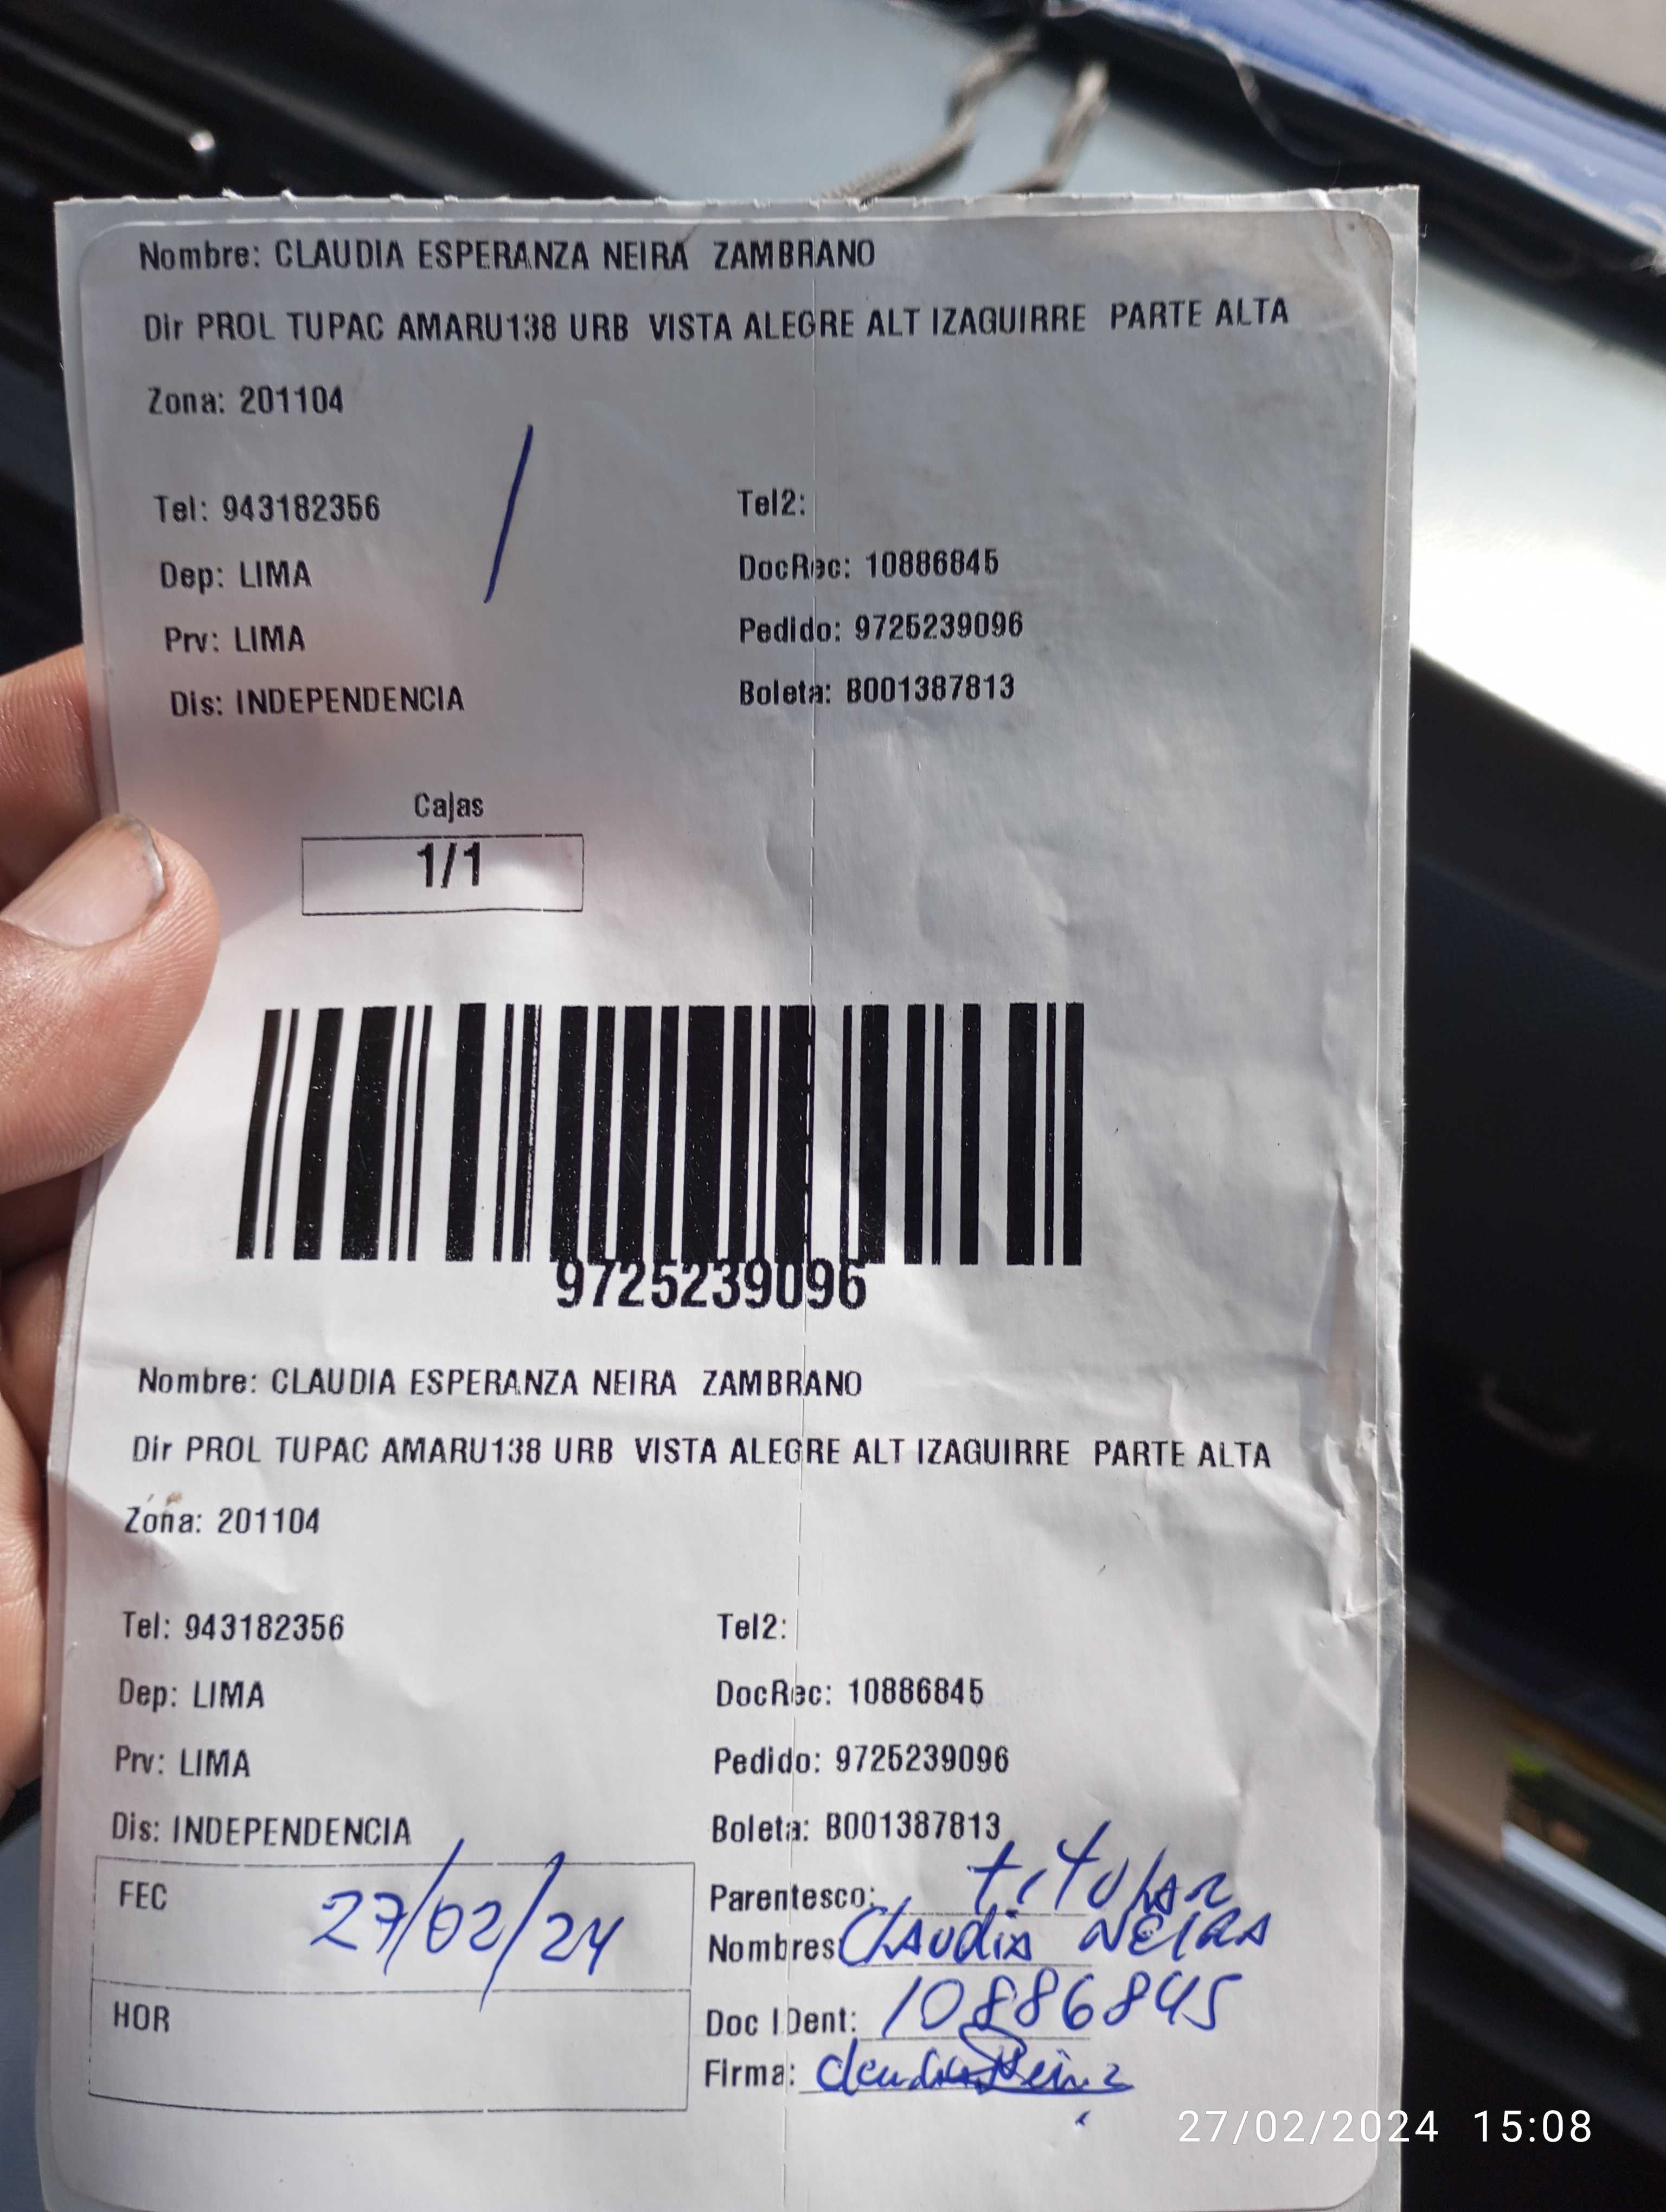 Nombre: CLAUDIA ESPERANZA NEIRA ZAMBRANO
Dir PROL TUPAC AMARU138 URB VISTA ALEGRE ALT IZAGUIRRE PARTE ALTA
Zona: 201104
Tel: 943182356 Tel2:
Dep: LIMA DocRec: 10886845
Prv: LIMA Pedido: 9725239096
Dis: INDEPENDENCIA Boleta: B001387813
Cajas
1/1
9725239096
Nombre: CLAUDIA ESPERANZA NEIRA ZAMBRANO
Dir PROL TUPAC AMARU138 URB VISTA ALEGRE ALT IZAGUIRRE PARTE ALTA
Zona: 201104
Tel: 943182356 Tel2:
Dep: LIMA DocRec: 10886845
Prv: LIMA Pedido: 9725239096
Dis: INDEPENDENCIA Boleta: B001387813
FEC 27/02/24 Parentesco: titular
Nombres Claudia NEIRA
HOR Doc IDent: 10886845
Firma: Claudia Neira
27/02/2024 15:08